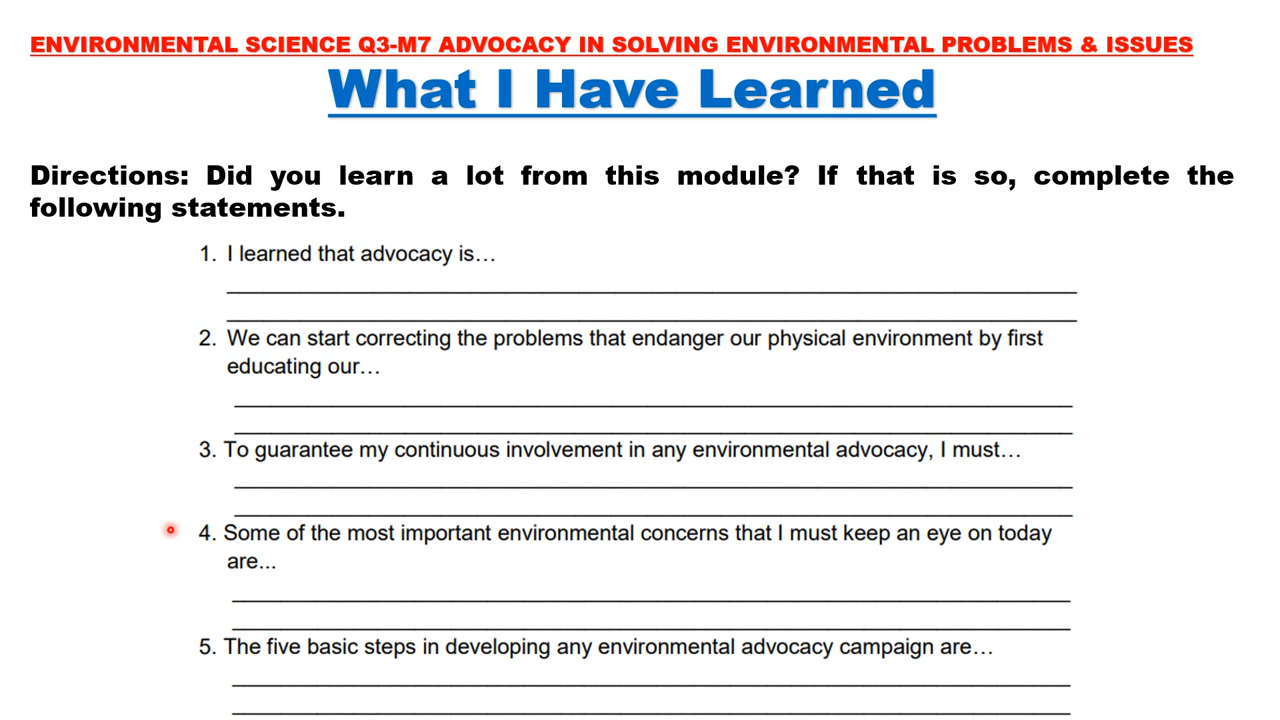 ENVIRONMENTAL SCIENCE Q3-M7 ADVOCACY IN SOLVING ENVIRONMENTAL PROBLEMS & ISSUES
What I Have Learned
Directions: Did you learn a lot from this module? If that is so, complete the
following statements.
1. I learned that advocacy is…
2. We can start correcting the problems that endanger our physical environment by first
educating our…
3. To guarantee my continuous involvement in any environmental advocacy, I must…
4. Some of the most important environmental concerns that I must keep an eye on today
are...
5. The five basic steps in developing any environmental advocacy campaign are…